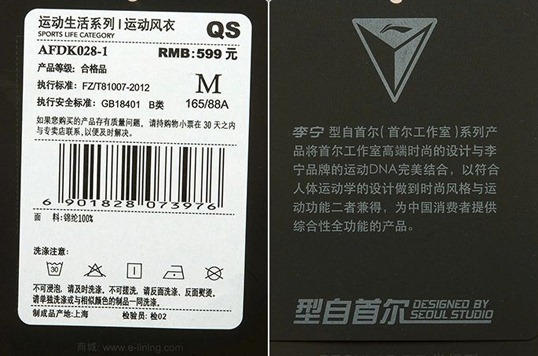 运动生活系列 | 运动风衣 QS
SPORTS LIFE CATEGORY
AFDK028-1 RMB: 599 元
产品等级: 合格品
执行标准: FZ/T81007-2012
执行安全标准: GB18401 B类
M
165/88A
如果您购买的产品存有质量问题，请持购物小票在 30 天之内
与专卖店联系,以便及时解决。
6 901828 073976
面 料:锦纶100%
洗涤注意:
30
不可浸泡，请及时洗涤，不可摇洗，请反面洗涤、反面熨烫。
请单独洗涤或与相似颜色的制品一同洗涤。
制成品产地:上海 检验员: 检02
商城: www.e-lining.com
李宁 型自首尔(首尔工作室)系列产
品将首尔工作室高端时尚的设计与李
宁品牌的运动DNA完美结合，以符合
人体运动学的设计做到时尚风格与运
动功能二者兼得，为中国消费者提供
综合性全功能的产品。
型自首尔 DESIGNED BY
SEOUL STUDIO